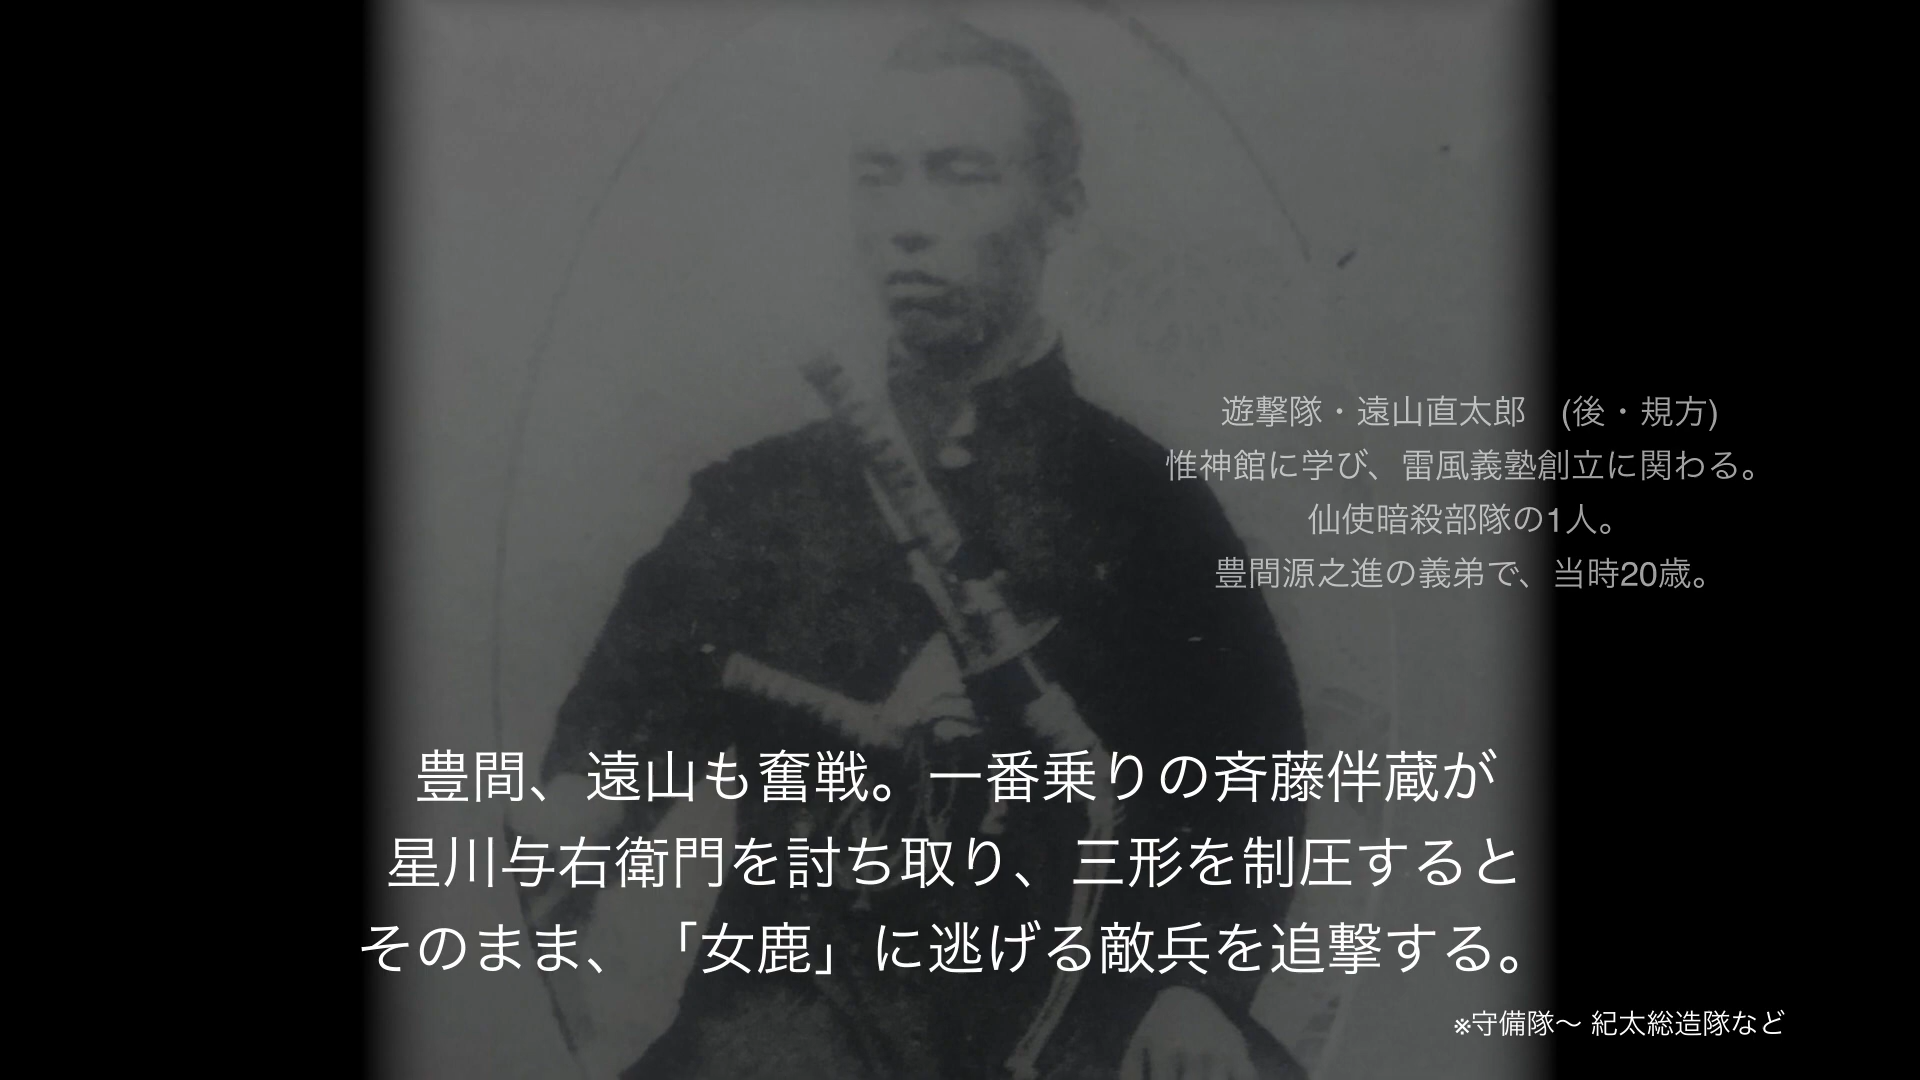 遊撃隊・遠山直太郎　(後・規方)
惟神館に学び、雷風義塾創立に関わる。
仙使暗殺部隊の1人。
豊間源之進の義弟で、当時20歳。
豊間、遠山も奮戦。一番乗りの斉藤伴蔵が
星川与右衛門を討ち取り、三形を制圧すると
そのまま、「女鹿」に逃げる敵兵を追撃する。
※守備隊〜 紀太総造隊など